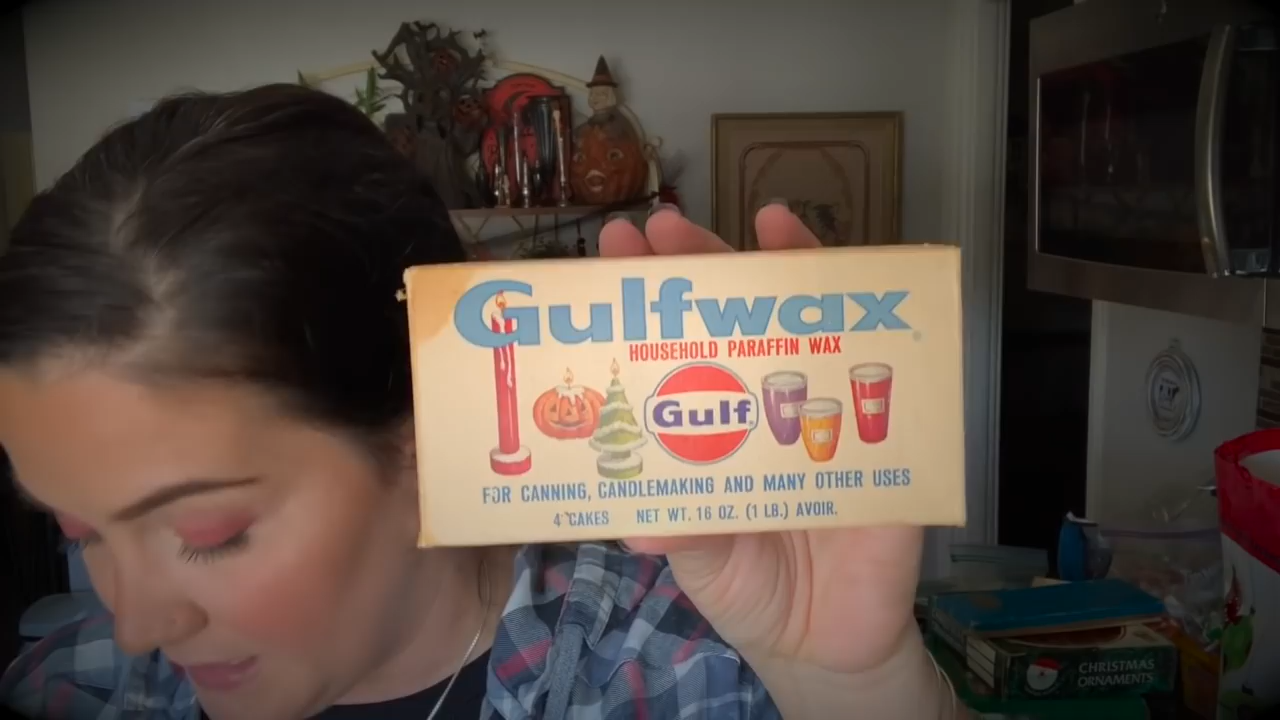 Gulfwax
HOUSEHOLD PARAFFIN WAX
Gulf
FOR CANNING, CANDLEMAKING AND MANY OTHER USES
4 CAKES NET WT. 16 OZ. (1 LB.) AVOIR.
CHRISTMAS
ORNAMENTS